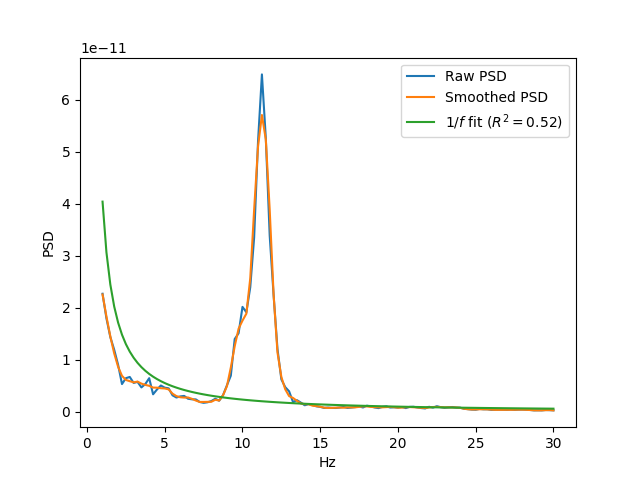 1e−11
Raw PSD
Smoothed PSD
1/f fit (R² = 0.52)
PSD
6
5
4
3
2
1
0
0 5 10 15 20 25 30
Hz